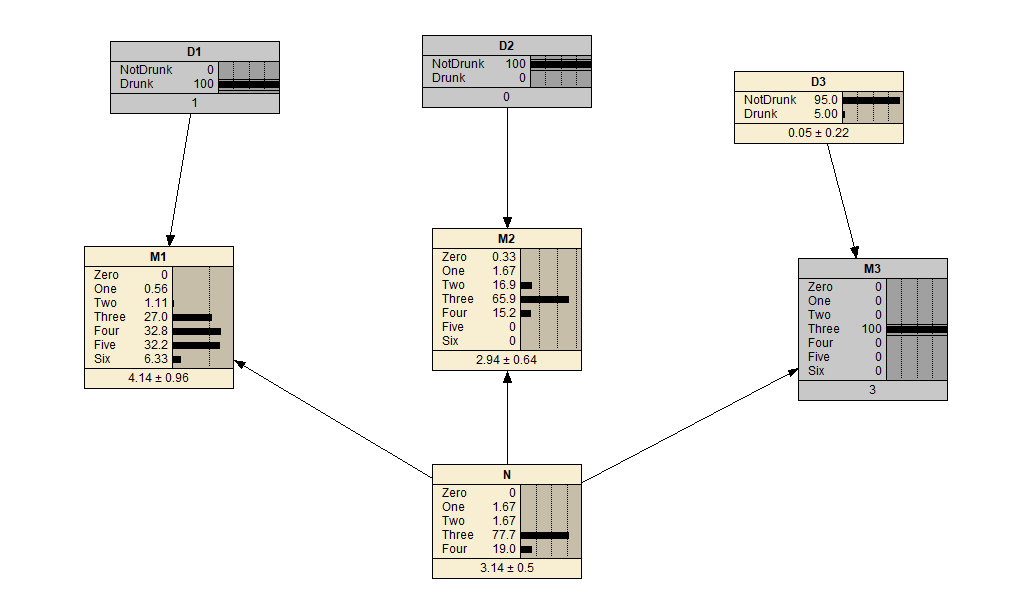 D1
NotDrunk 0
Drunk 100
1
D2
NotDrunk 100
Drunk 0
0
D3
NotDrunk 95.0
Drunk 5.00
0.05 ± 0.22
M1
Zero 0
One 0.56
Two 1.11
Three 27.0
Four 32.8
Five 32.2
Six 6.33
4.14 ± 0.96
M2
Zero 0.33
One 1.67
Two 16.9
Three 65.9
Four 15.2
Five 0
Six 0
2.94 ± 0.64
M3
Zero 0
One 0
Two 0
Three 100
Four 0
Five 0
Six 0
3
N
Zero 0
One 1.67
Two 1.67
Three 77.7
Four 19.0
3.14 ± 0.5